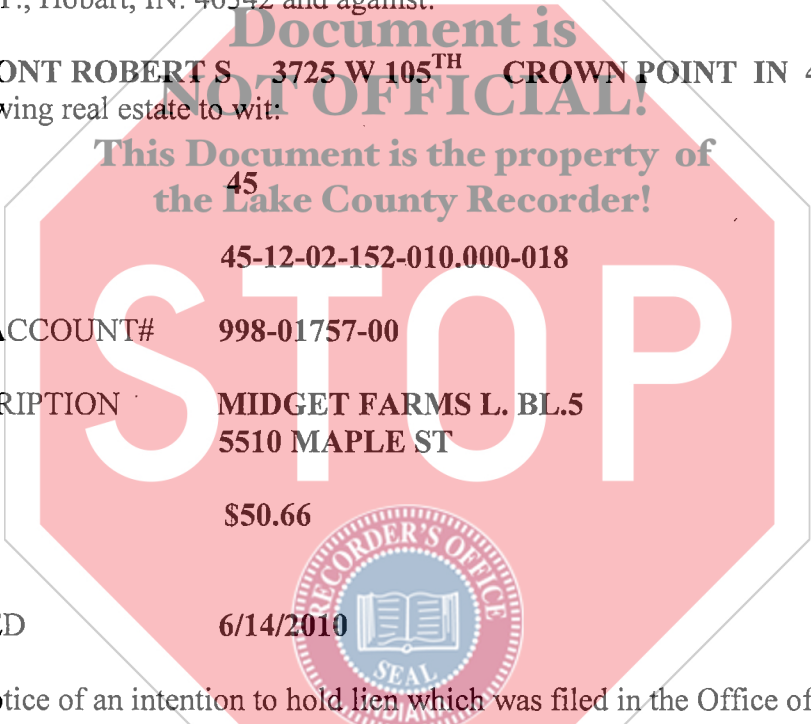 Hobart, IN. 46342 and against:
Document is
ONT ROBERT S 3725 W 105TH CROWN POINT IN 4
NOT OFFICIAL!
wing real estate to wit:
This Document is the property of
45
the Lake County Recorder!
45-12-02-152-010.000-018
STOP
ACCOUNT# 998-01757-00
RIPTION MIDGET FARMS L. BL.5
5510 MAPLE ST
$50.66
RECORDER'S OFFICE
ED 6/14/2010
SEAL
otice of an intention to hold lien which was filed in the Office of
INDIANA